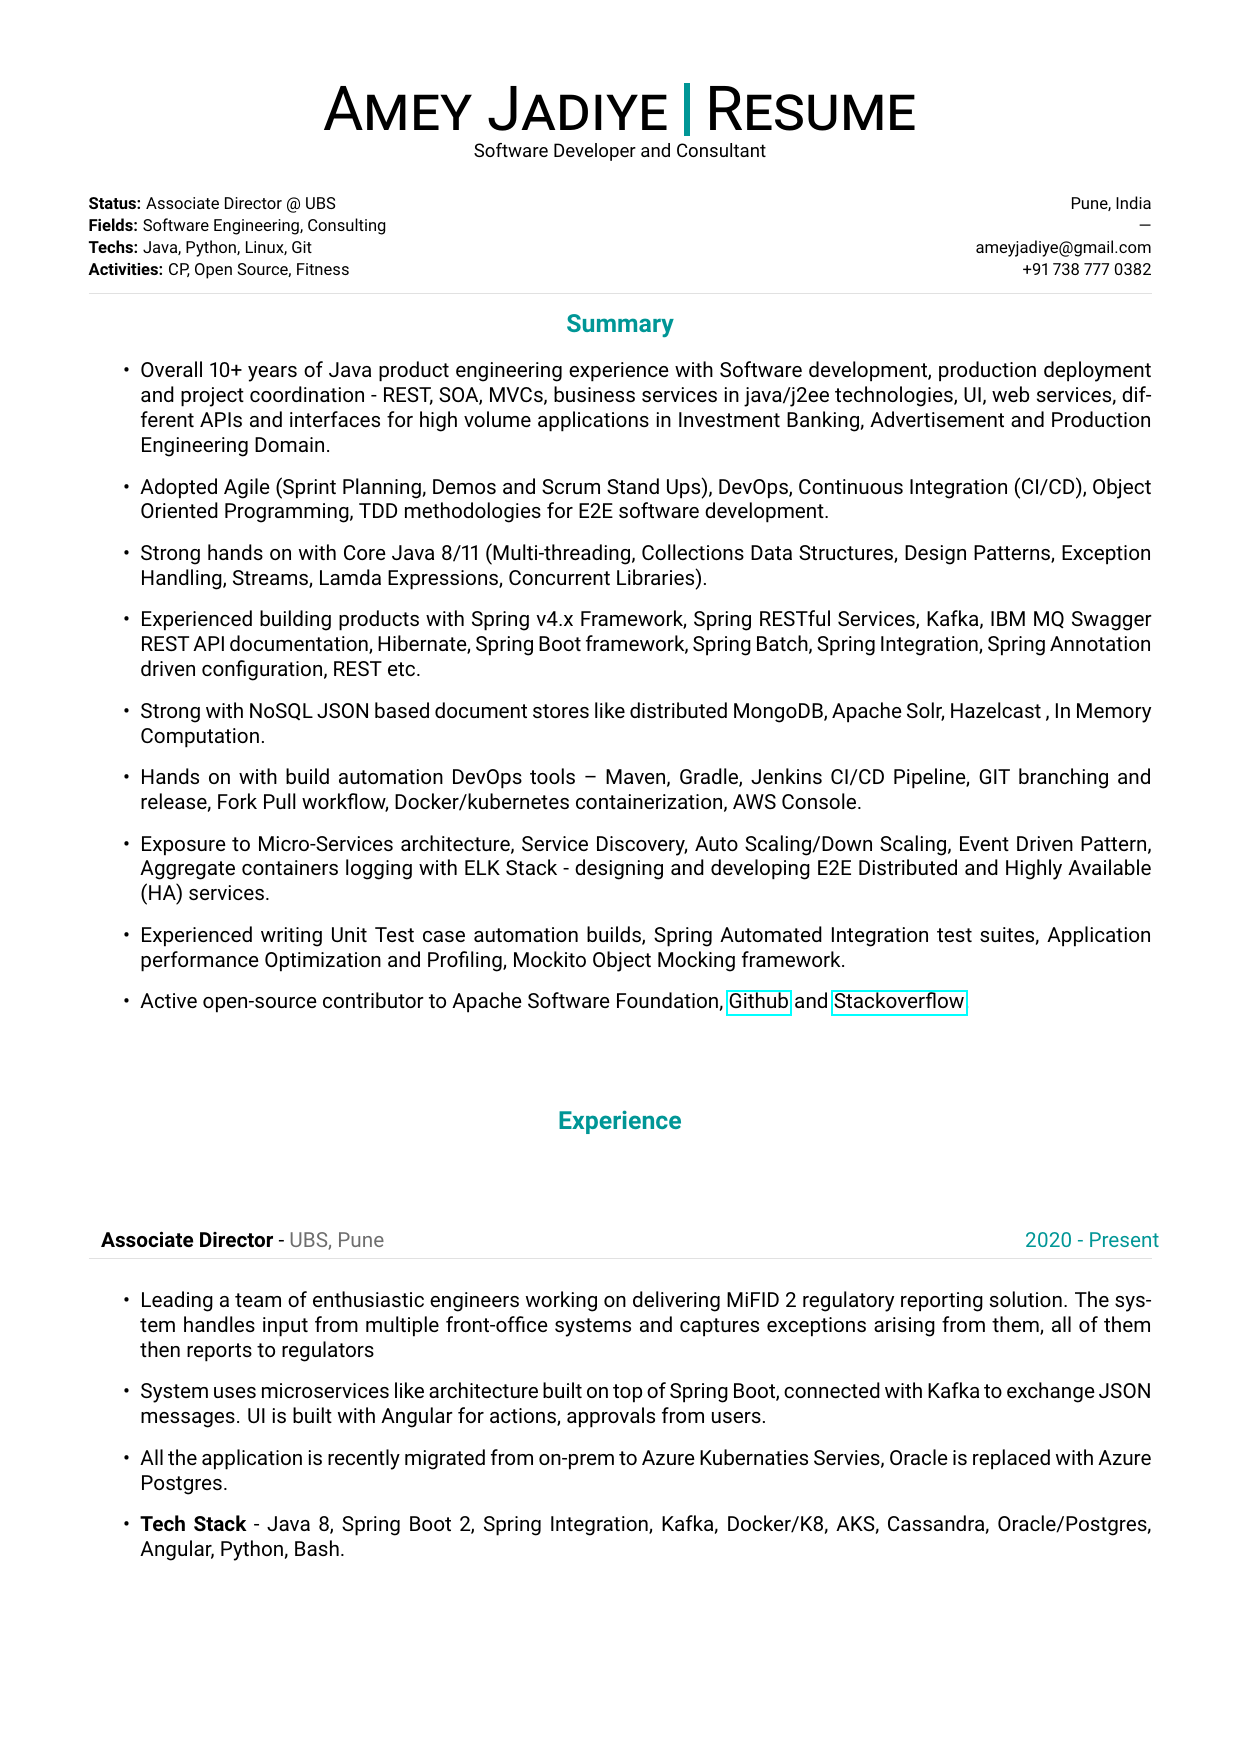 Amey Jadiye | Resume
Software Developer and Consultant
Status: Associate Director @ UBS
Fields: Software Engineering, Consulting
Techs: Java, Python, Linux, Git
Activities: CP, Open Source, Fitness
Pune, India
—
ameyjadiye@gmail.com
+91 738 777 0382
Summary
• Overall 10+ years of Java product engineering experience with Software development, production deployment
and project coordination - REST, SOA, MVCs, business services in java/j2ee technologies, UI, web services, dif-
ferent APIs and interfaces for high volume applications in Investment Banking, Advertisement and Production
Engineering Domain.
• Adopted Agile (Sprint Planning, Demos and Scrum Stand Ups), DevOps, Continuous Integration (CI/CD), Object
Oriented Programming, TDD methodologies for E2E software development.
• Strong hands on with Core Java 8/11 (Multi-threading, Collections Data Structures, Design Patterns, Exception
Handling, Streams, Lamda Expressions, Concurrent Libraries).
• Experienced building products with Spring v4.x Framework, Spring RESTful Services, Kafka, IBM MQ Swagger
REST API documentation, Hibernate, Spring Boot framework, Spring Batch, Spring Integration, Spring Annotation
driven configuration, REST etc.
• Strong with NoSQL JSON based document stores like distributed MongoDB, Apache Solr, Hazelcast , In Memory
Computation.
• Hands on with build automation DevOps tools – Maven, Gradle, Jenkins CI/CD Pipeline, GIT branching and
release, Fork Pull workflow, Docker/kubernetes containerization, AWS Console.
• Exposure to Micro-Services architecture, Service Discovery, Auto Scaling/Down Scaling, Event Driven Pattern,
Aggregate containers logging with ELK Stack - designing and developing E2E Distributed and Highly Available
(HA) services.
• Experienced writing Unit Test case automation builds, Spring Automated Integration test suites, Application
performance Optimization and Profiling, Mockito Object Mocking framework.
• Active open-source contributor to Apache Software Foundation, Github and Stackoverflow
Experience
Associate Director - UBS, Pune 2020 - Present
• Leading a team of enthusiastic engineers working on delivering MiFID 2 regulatory reporting solution. The sys-
tem handles input from multiple front-office systems and captures exceptions arising from them, all of them
then reports to regulators
• System uses microservices like architecture built on top of Spring Boot, connected with Kafka to exchange JSON
messages. UI is built with Angular for actions, approvals from users.
• All the application is recently migrated from on-prem to Azure Kubernaties Servies, Oracle is replaced with Azure
Postgres.
• Tech Stack - Java 8, Spring Boot 2, Spring Integration, Kafka, Docker/K8, AKS, Cassandra, Oracle/Postgres,
Angular, Python, Bash.